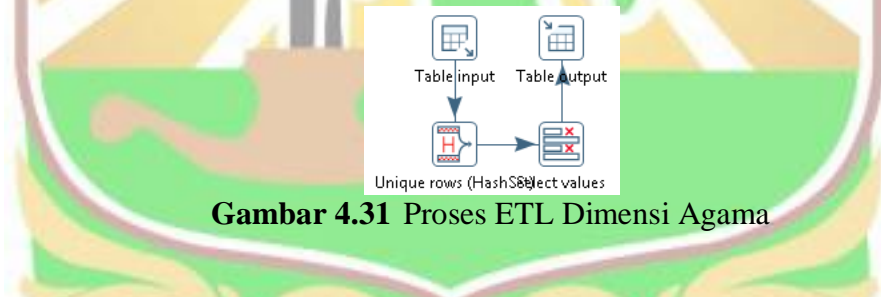 Table input Table output
Unique rows (HashSet) Select values
Gambar 4.31 Proses ETL Dimensi Agama